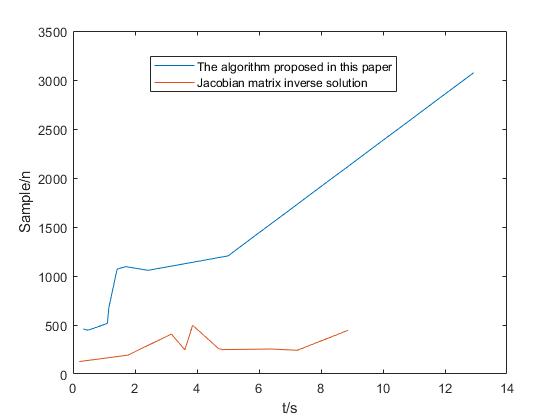 3500
The algorithm proposed in this paper
3000
Jacobian matrix inverse solution
2500
2000
Sample/n
1500
1000
500
0
0 2 4 6 8 10 12 14
t/s